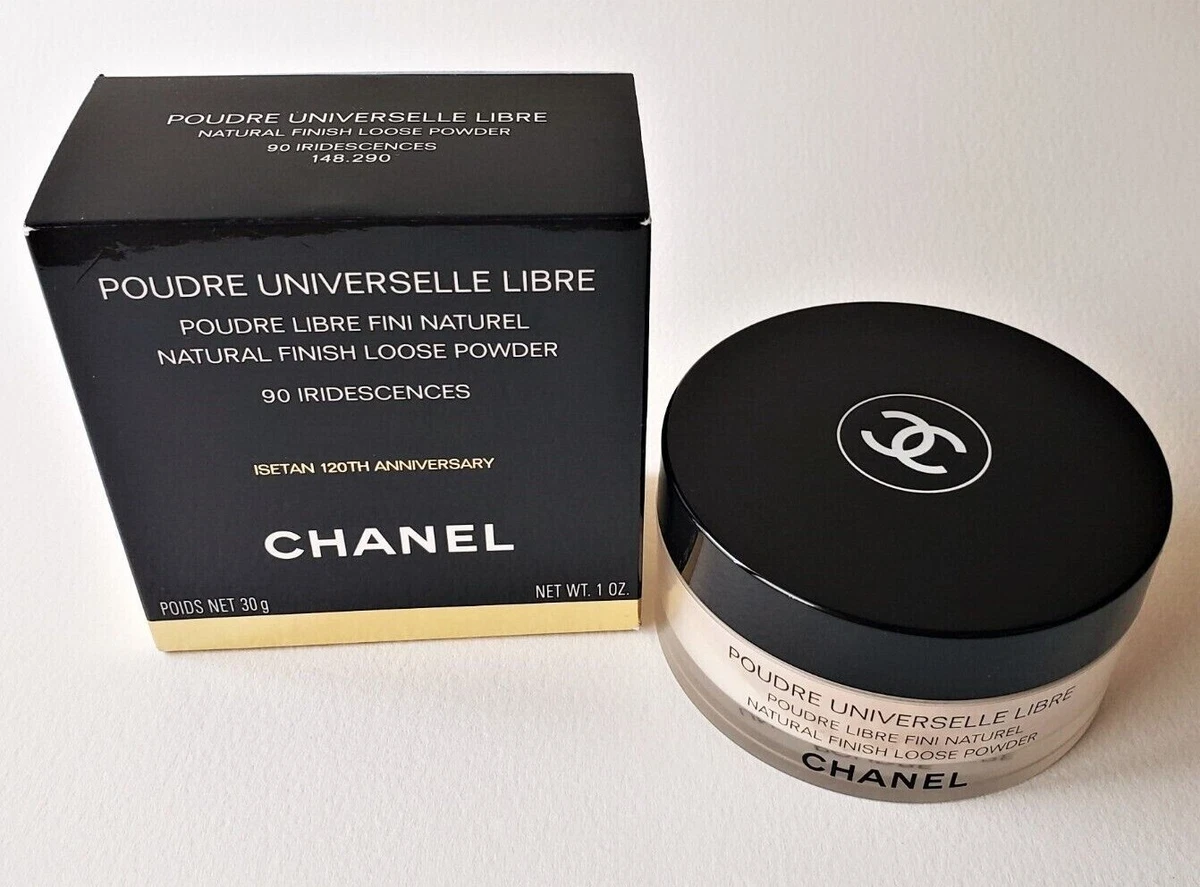 POUDRE UNIVERSELLE LIBRE
NATURAL FINISH LOOSE POWDER
90 IRIDESCENCES
148.290
POUDRE UNIVERSELLE LIBRE
POUDRE LIBRE FINI NATUREL
NATURAL FINISH LOOSE POWDER
90 IRIDESCENCES
ISETAN 120TH ANNIVERSARY
CHANEL
POIDS NET 30 g
NET WT. 1 OZ.
POUDRE UNIVERSELLE LIBRE
POUDRE LIBRE FINI NATUREL
NATURAL FINISH LOOSE POWDER
CHANEL